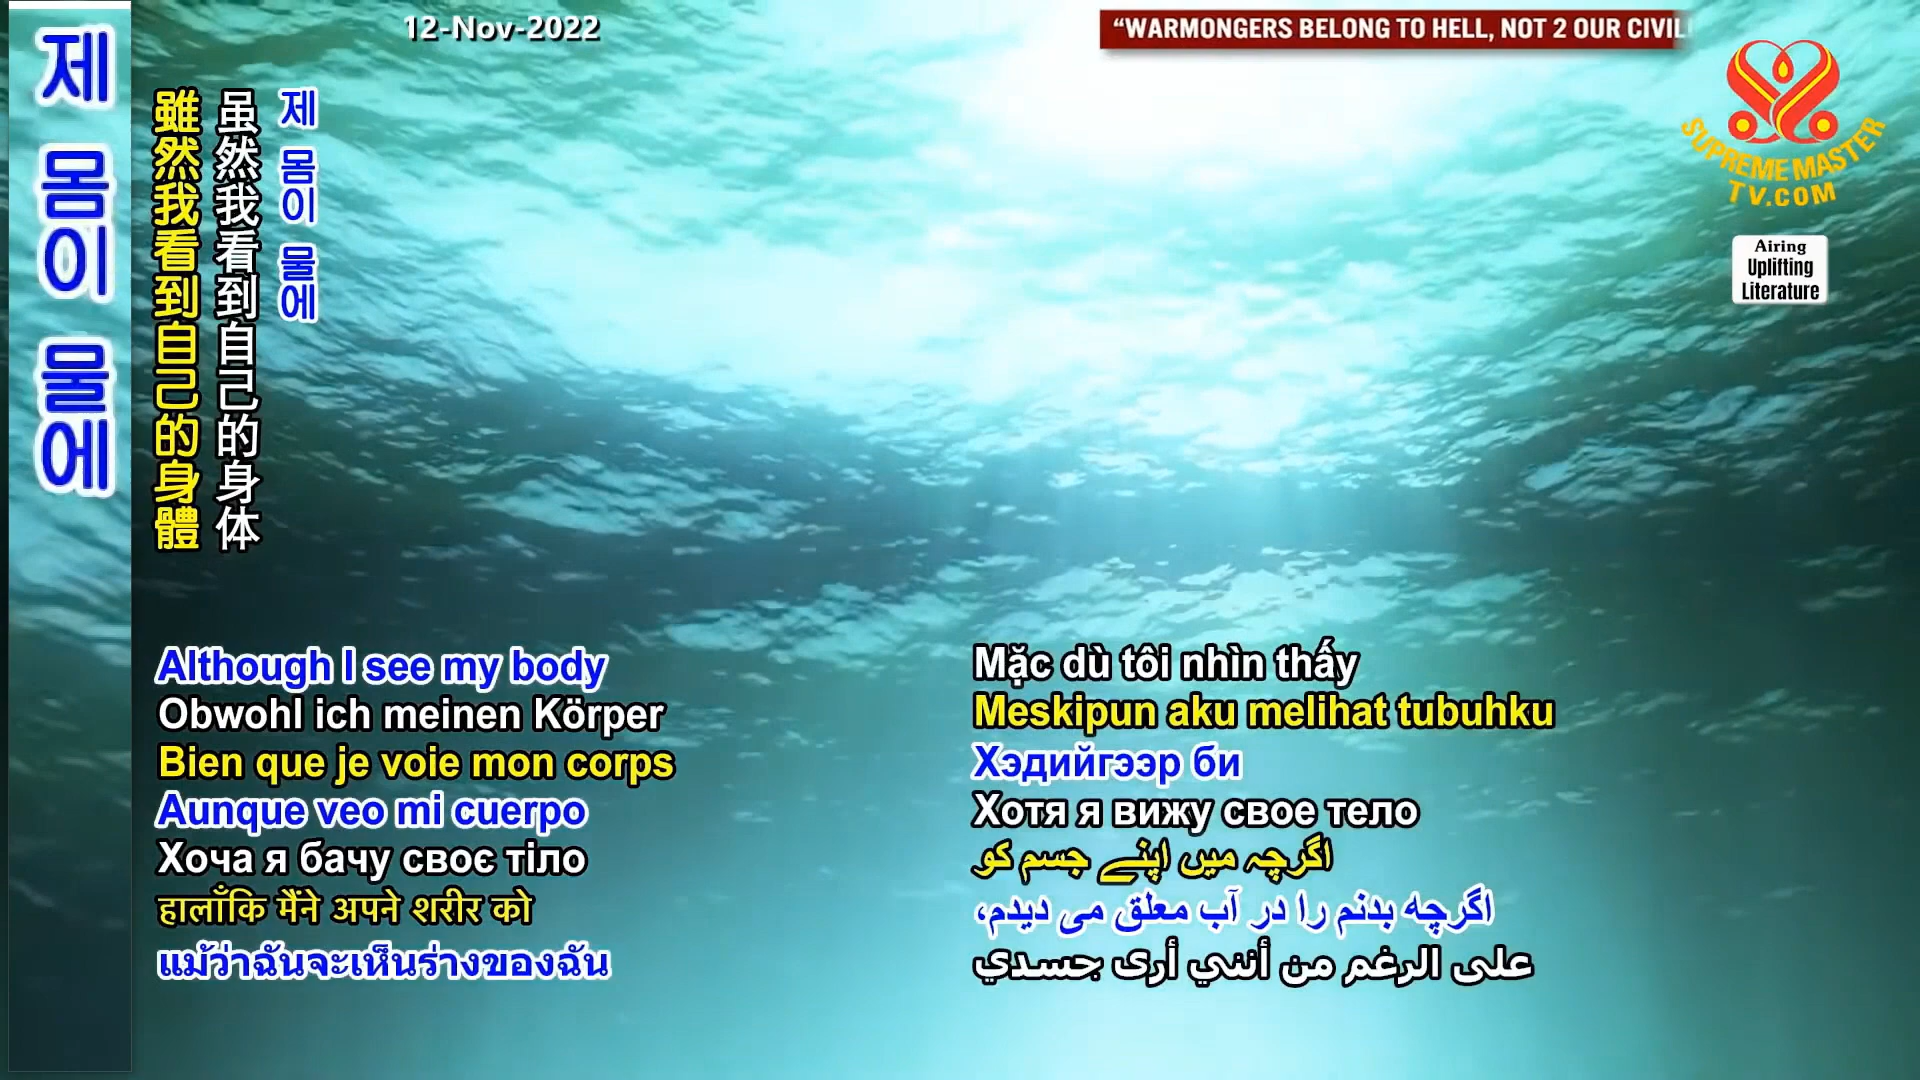 12-Nov-2022
“WARMONGERS BELONG TO HELL, NOT 2 OUR CIVIL
SUPREME MASTER
TV.COM
Airing
Uplifting
Literature
제 몸이 물에
雖然我看到自己的身體
虽然我看到自己的身体
제 몸이 물에
Although I see my body
Obwohl ich meinen Körper
Bien que je voie mon corps
Aunque veo mi cuerpo
Хоча я бачу своє тіло
हालाँकि मैंने अपने शरीर को
แม้ว่าฉันจะเห็นร่างของฉัน
Mặc dù tôi nhìn thấy
Meskipun aku melihat tubuhku
Хэдийгээр би
Хотя я вижу свое тело
اگرچہ میں اپنے جسم کو
اگرچه بدنم را در آب معلق می دیدم،
على الرغم من أنني أرى جسدي